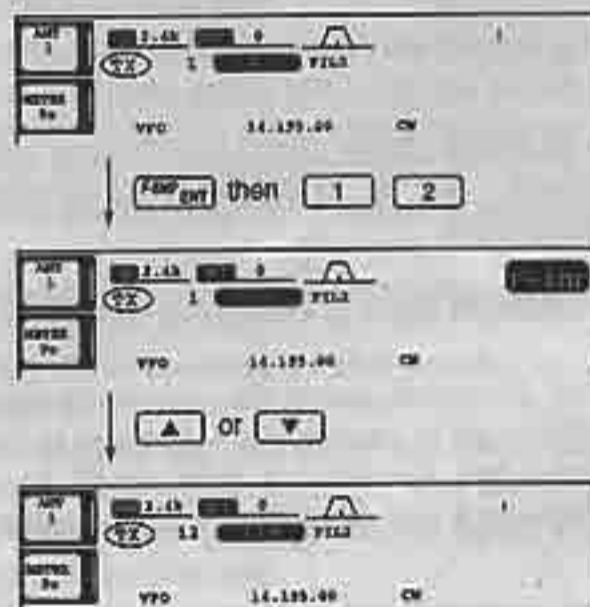 ANT 1
2.4k 0
TX 1 FIL2
METER Po
VFO 14.195.00 CW
F-INP ENT then 1 2
ANT 1
2.4k 0
TX 1 FIL2
METER Po
VFO 14.195.00 CW
▲ or ▼
ANT 1
2.4k 0
TX 12 FIL2
METER Po
VFO 14.195.00 CW